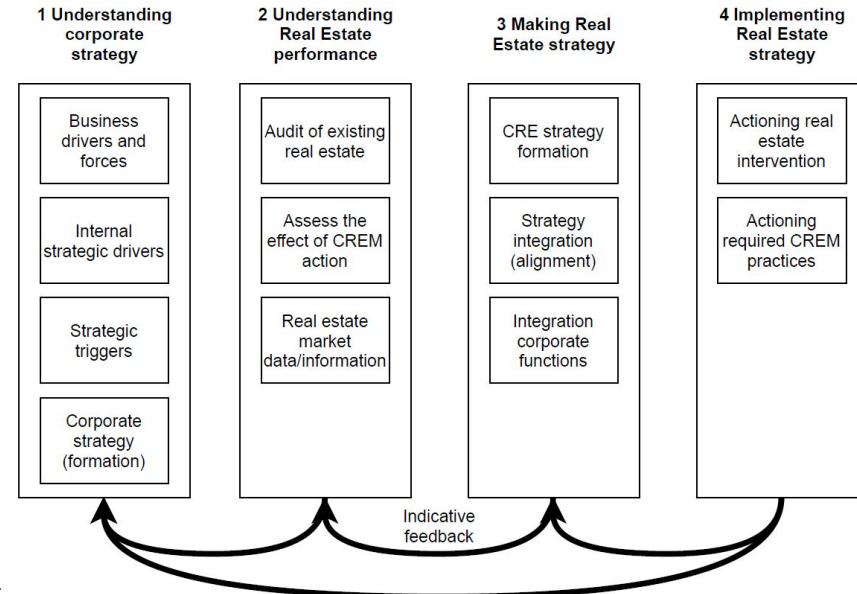 1 Understanding
corporate
strategy
2 Understanding
Real Estate
performance
3 Making Real
Estate strategy
4 Implementing
Real Estate
strategy
Business
drivers and
forces
Internal
strategic drivers
Strategic
triggers
Corporate
strategy
(formation)
Audit of existing
real estate
Assess the
effect of CREM
action
Real estate
market
data/information
CRE strategy
formation
Strategy
integration
(alignment)
Integration
corporate
functions
Actioning real
estate
intervention
Actioning
required CREM
practices
Indicative
feedback